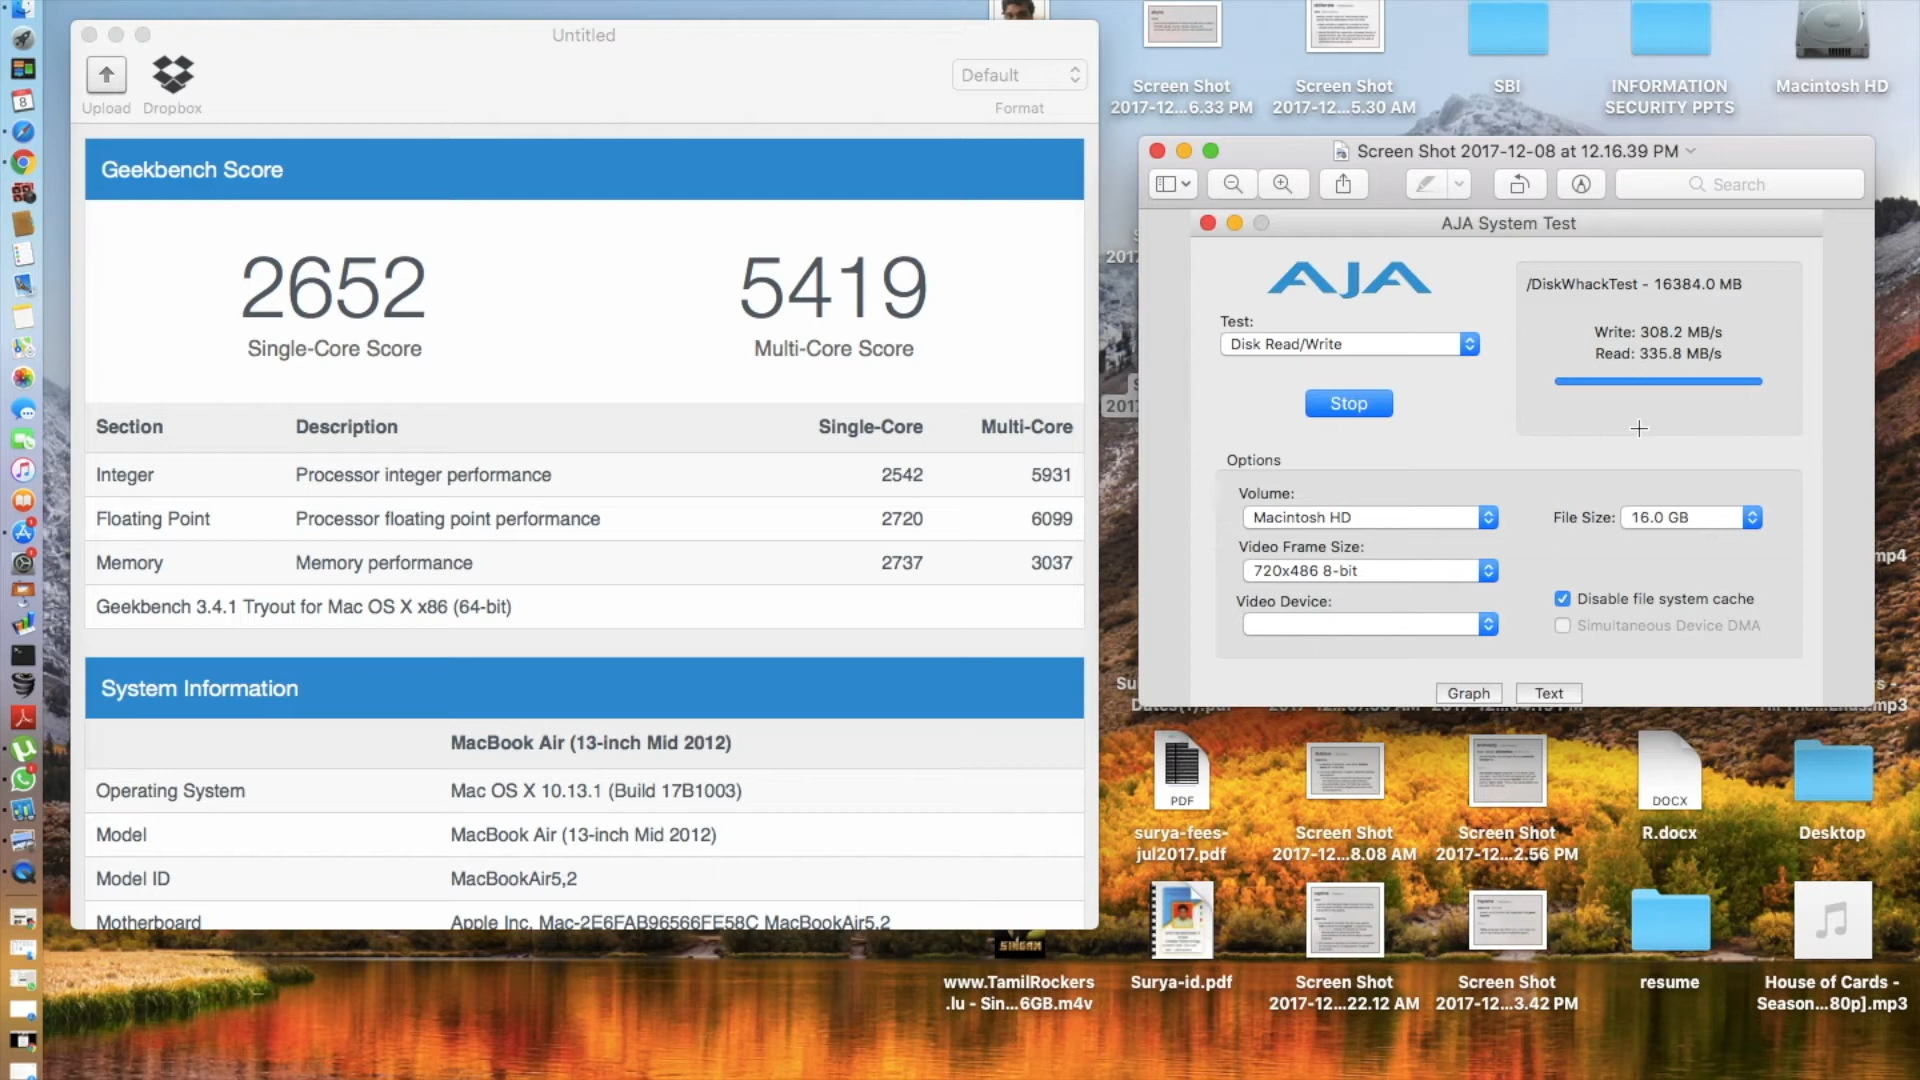 Untitled
Upload
Dropbox
Default
Format
Geekbench Score
2652
5419
Single-Core Score
Multi-Core Score
Section Description Single-Core Multi-Core
Integer Processor integer performance 2542 5931
Floating Point Processor floating point performance 2720 6099
Memory Memory performance 2737 3037
Geekbench 3.4.1 Tryout for Mac OS X x86 (64-bit)
System Information
MacBook Air (13-inch Mid 2012)
Operating System Mac OS X 10.13.1 (Build 17B1003)
Model MacBook Air (13-inch Mid 2012)
Model ID MacBookAir5,2
Motherboard Apple Inc. Mac-2E6FAB96566FE58C MacBookAir5,2
Screen Shot
2017-12...6.33 PM
Screen Shot
2017-12...5.30 AM
SBI
INFORMATION
SECURITY PPTS
Macintosh HD
Screen Shot 2017-12-08 at 12.16.39 PM
Search
AJA System Test
AJA
Test:
Disk Read/Write
Stop
/DiskWhackTest - 16384.0 MB
Write: 308.2 MB/s
Read: 335.8 MB/s
Options
Volume:
Macintosh HD
File Size: 16.0 GB
Video Frame Size:
720x486 8-bit
Video Device:
Disable file system cache
Simultaneous Device DMA
Graph
Text
PDF
surya-fees-
jul2017.pdf
Screen Shot
2017-12...8.08 AM
Screen Shot
2017-12...2.56 PM
DOCX
R.docx
Desktop
SINGAM
www.TamilRockers
.lu - Sin...6GB.m4v
Surya-id.pdf
Screen Shot
2017-12...22.12 AM
Screen Shot
2017-12...3.42 PM
resume
House of Cards -
Season...80p].mp3